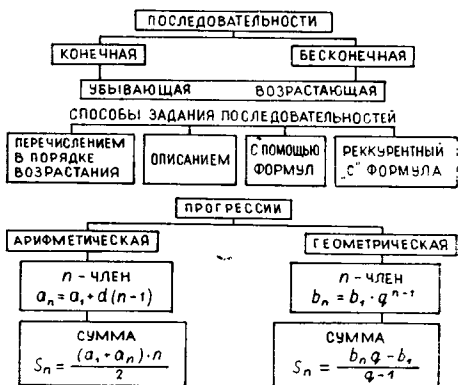 ПОСЛЕДОВАТЕЛЬНОСТИ
КОНЕЧНАЯ
БЕСКОНЕЧНАЯ
УБЫВАЮЩАЯ ВОЗРАСТАЮЩАЯ
СПОСОБЫ ЗАДАНИЯ ПОСЛЕДОВАТЕЛЬНОСТЕЙ
ПЕРЕЧИСЛЕНИЕМ
В ПОРЯДКЕ
ВОЗРАСТАНИЯ
ОПИСАНИЕМ
С ПОМОЩЬЮ
ФОРМУЛ
РЕККУРЕНТНЫЙ
„С" ФОРМУЛА
ПРОГРЕССИИ
АРИФМЕТИЧЕСКАЯ
ГЕОМЕТРИЧЕСКАЯ
n - ЧЛЕН
aₙ = a₁ + d(n-1)
n - ЧЛЕН
bₙ = b₁ · qⁿ⁻¹
СУММА
Sₙ = (a₁ + aₙ) · n / 2
СУММА
Sₙ = bₙ q - b₁ / q - 1